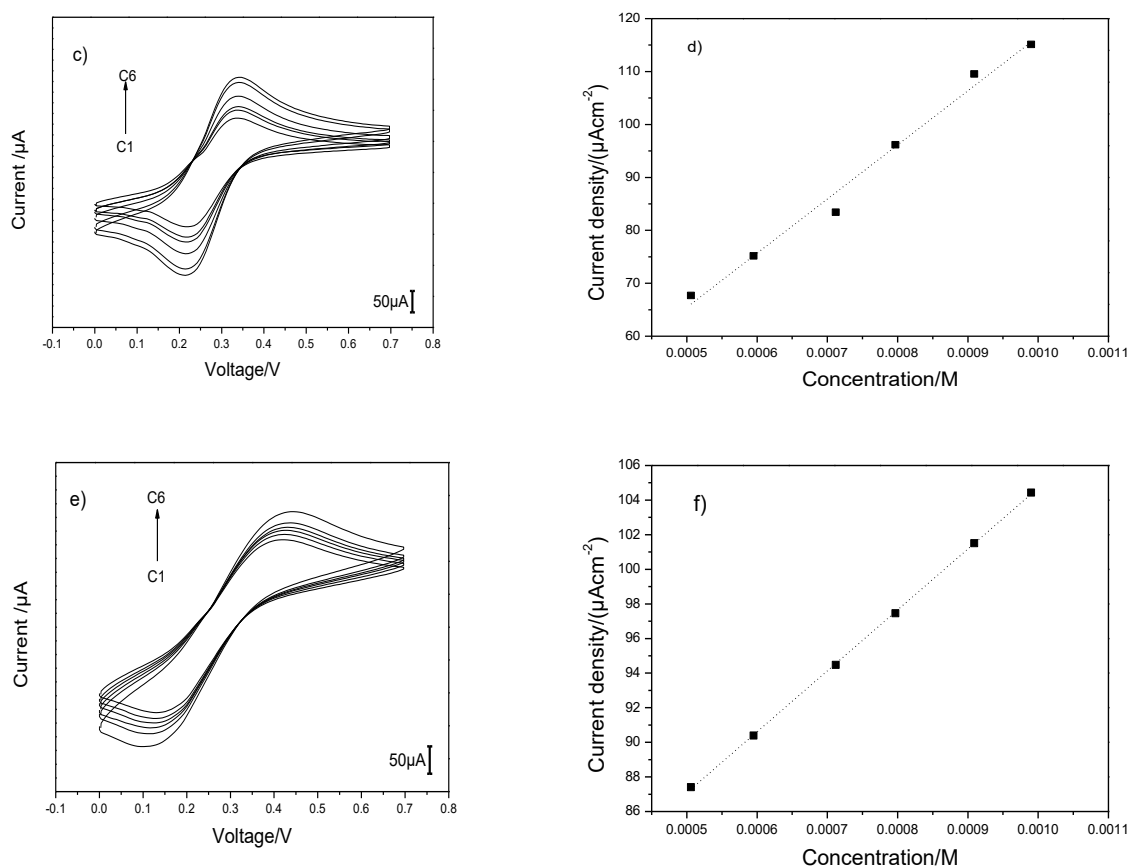 c)
C6
C1
Current /µA
50µA
-0.1 0.0 0.1 0.2 0.3 0.4 0.5 0.6 0.7 0.8
Voltage/V
d)
120
110
100
90
80
70
60
Current density/(µAcm-2)
0.0005 0.0006 0.0007 0.0008 0.0009 0.0010 0.0011
Concentration/M
e)
C6
C1
Current /µA
50µA
-0.1 0.0 0.1 0.2 0.3 0.4 0.5 0.6 0.7 0.8
Voltage/V
f)
106
104
102
100
98
96
94
92
90
88
86
Current density/(µAcm-2)
0.0005 0.0006 0.0007 0.0008 0.0009 0.0010 0.0011
Concentration/M